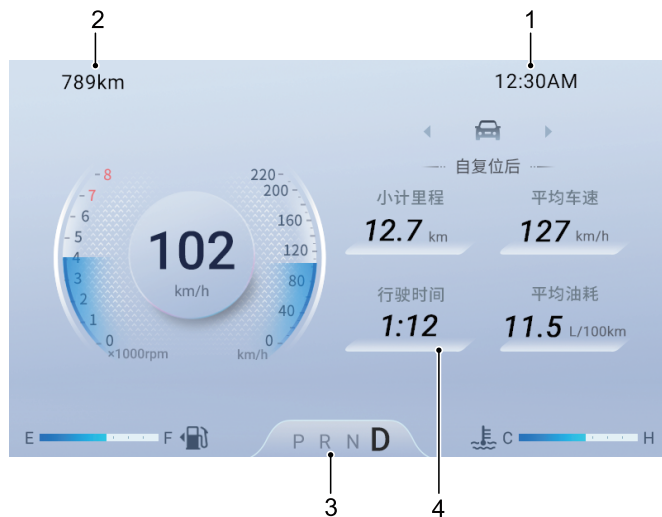 2
1
789km
12:30AM
自复位后
8
7
6
5
4
3
2
1
0
×1000rpm
102
km/h
220
200
160
120
80
40
0
km/h
小计里程
平均车速
12.7 km
127 km/h
行驶时间
平均油耗
1:12
11.5 L/100km
E F
P R N D
C H
3
4